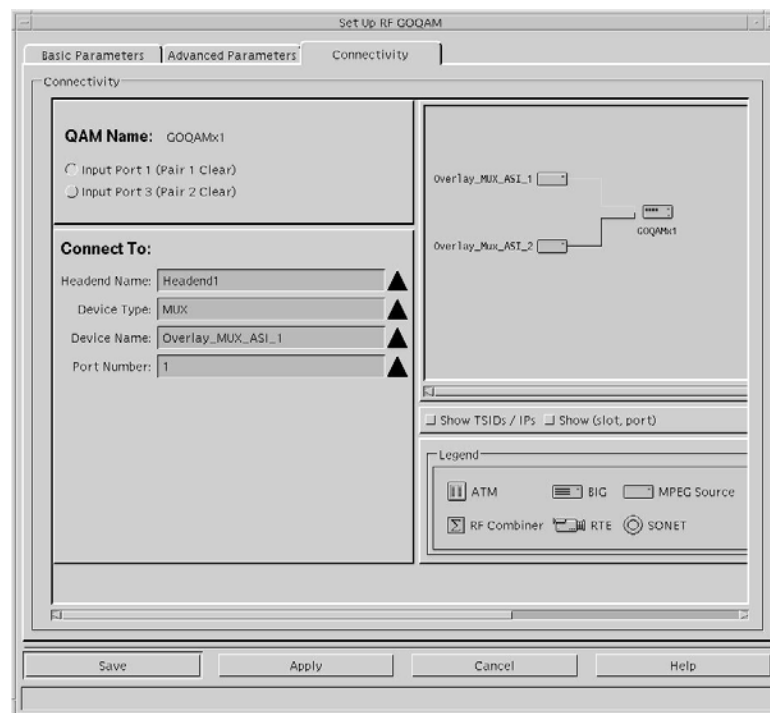 Set Up RF GOQAM
Basic Parameters
Advanced Parameters
Connectivity
Connectivity
QAM Name: GOQAMx1
Input Port 1 (Pair 1 Clear)
Input Port 3 (Pair 2 Clear)
Connect To:
Headend Name: Headend1
Device Type: MUX
Device Name: Overlay_MUX_ASI_1
Port Number: 1
Overlay_MUX_ASI_1
GOQAMx1
Overlay_Mux_ASI_2
Show TSIDs / IPs
Show (slot, port)
Legend
ATM
BIG
MPEG Source
RF Combiner
RTE
SONET
Save
Apply
Cancel
Help